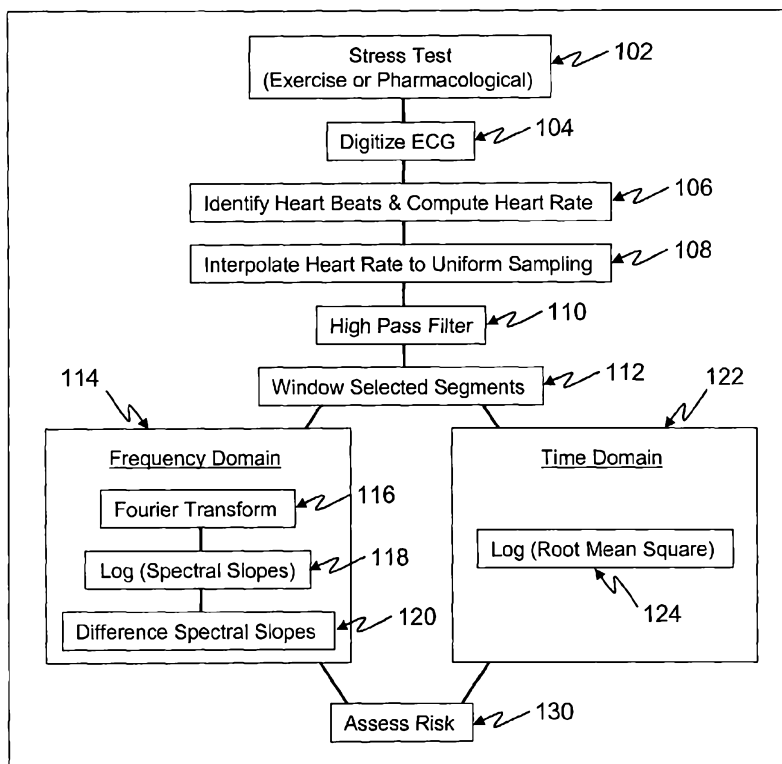 Stress Test
(Exercise or Pharmacological)
102
Digitize ECG
104
Identify Heart Beats & Compute Heart Rate
106
Interpolate Heart Rate to Uniform Sampling
108
High Pass Filter
110
Window Selected Segments
112
114
Frequency Domain
Fourier Transform
116
Log (Spectral Slopes)
118
Difference Spectral Slopes
120
122
Time Domain
Log (Root Mean Square)
124
Assess Risk
130